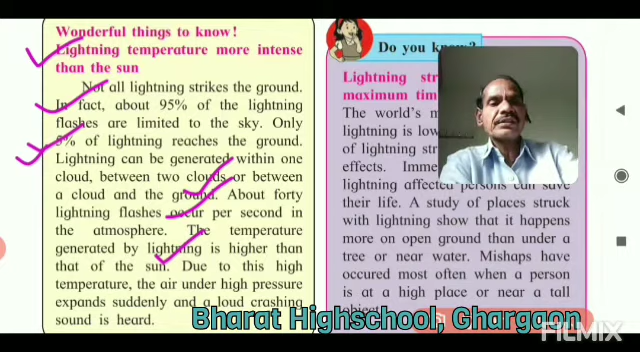 Wonderful things to know!
Lightning temperature more intense
than the sun
Not all lightning strikes the ground.
In fact, about 95% of the lightning
flashes are limited to the sky. Only
5% of lightning reaches the ground.
Lightning can be generated within one
cloud, between two clouds or between
a cloud and the ground. About forty
lightning flashes occur per second in
the atmosphere. The temperature
generated by lightning is higher than
that of the sun. Due to this high
temperature, the air under high pressure
expands suddenly and a loud crashing
sound is heard.
Do you know?
Lightning
maximum
The world's
lightning is
of lightning
effects.
lightning affected persons can save
their life. A study of places struck
with lightning show that it happens
more on open ground than under a
tree or near water. Mishaps have
occured most often when a person
is at a high place or near a tall
object.
Bharat Highschool, Ghargaon
FILMIX